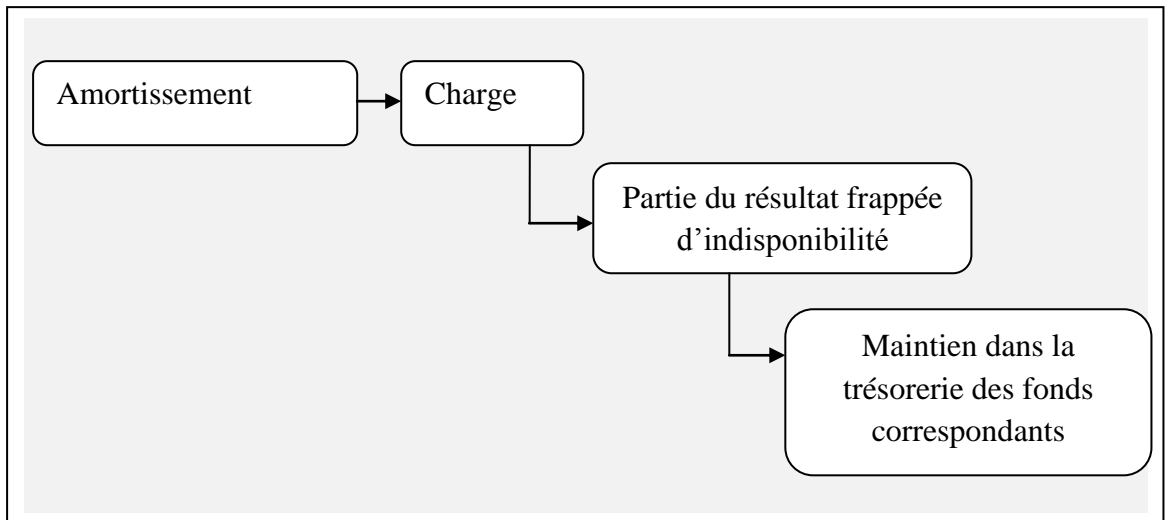 Amortissement
Charge
Partie du résultat frappée
d’indisponibilité
Maintien dans la
trésorerie des fonds
correspondants